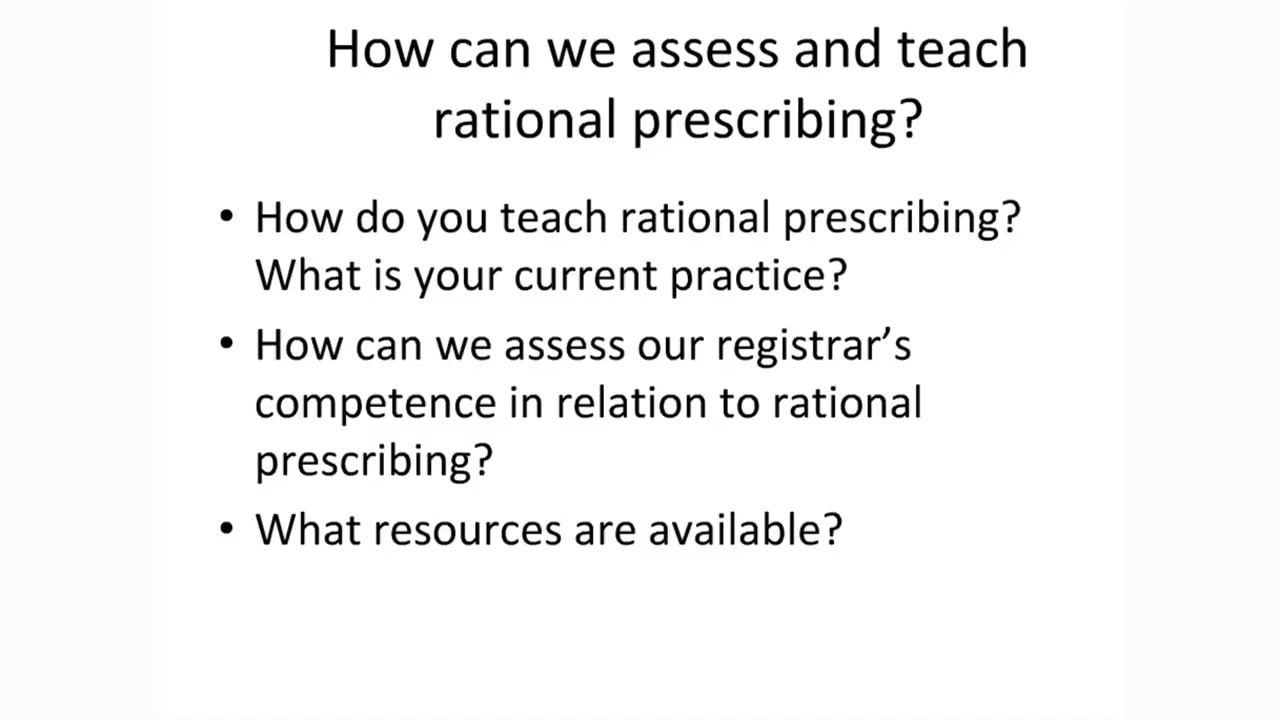 How can we assess and teach
rational prescribing?
• How do you teach rational prescribing?
What is your current practice?
• How can we assess our registrar’s
competence in relation to rational
prescribing?
• What resources are available?